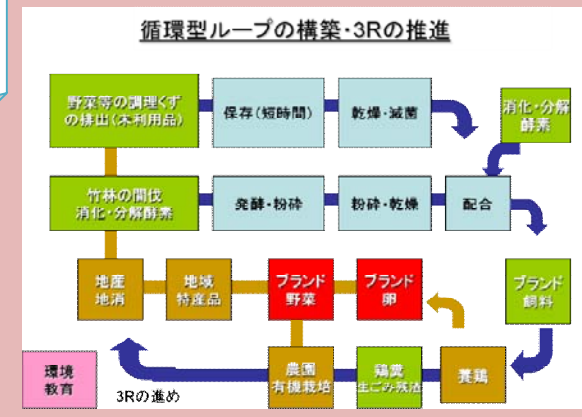 循環型ループの構築・3Rの推進
野菜等の調理くず
の排出(未利用品)
保存(短時間)
乾燥・滅菌
消化・分解
酵素
竹林の間伐
消化・分解酵素
発酵・粉砕
粉砕・乾燥
配合
地産
地消
地域
特産品
ブランド
野菜
ブランド
卵
ブランド
飼料
環境
教育
3Rの進め
農園
有機栽培
鶏糞
生ごみ残渣
養鶏